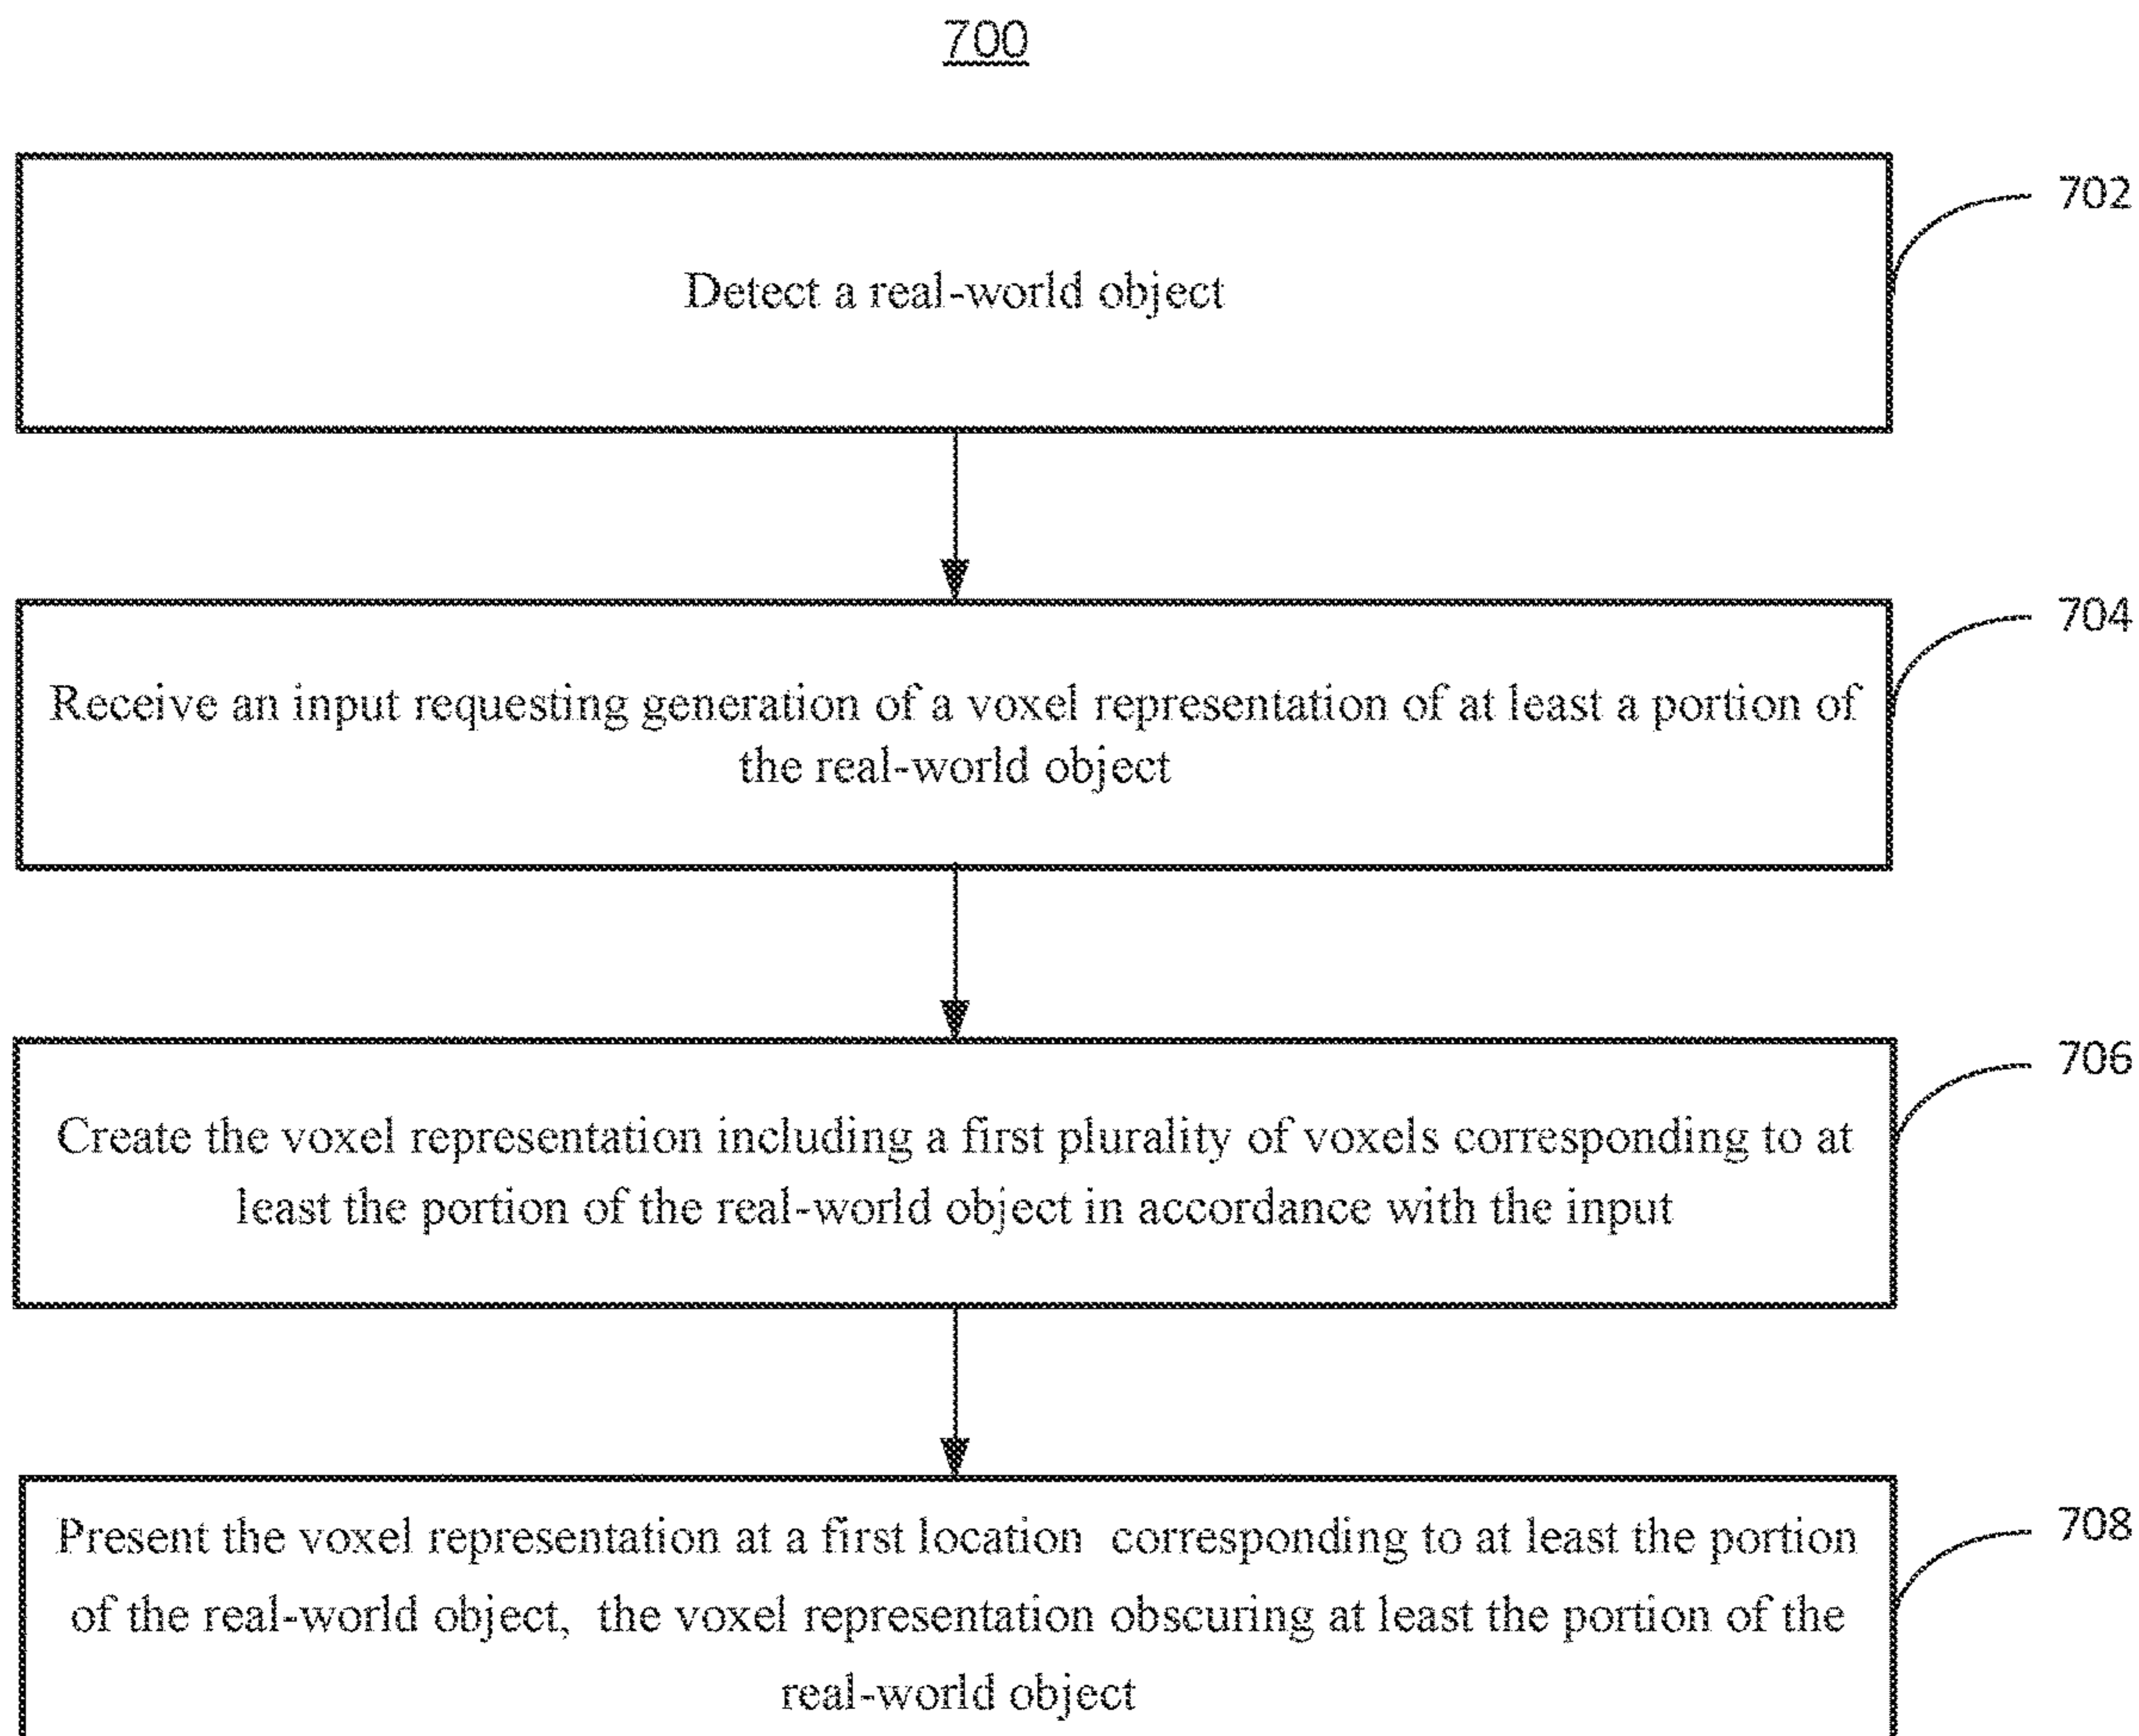 700
Detect a real-world object
702
Receive an input requesting generation of a voxel representation of at least a portion of
the real-world object
704
Create the voxel representation including a first plurality of voxels corresponding to at
least the portion of the real-world object in accordance with the input
706
Present the voxel representation at a first location corresponding to at least the portion
of the real-world object, the voxel representation obscuring at least the portion of the
real-world object
708